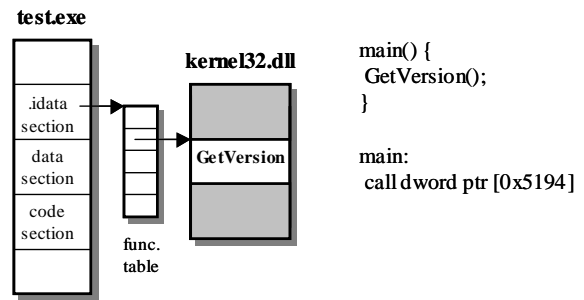 test.exe
kernel32.dll
.idata
section
data
section
code
section
func.
table
GetVersion
main() {
GetVersion();
}
main:
call dword ptr [0x5194]